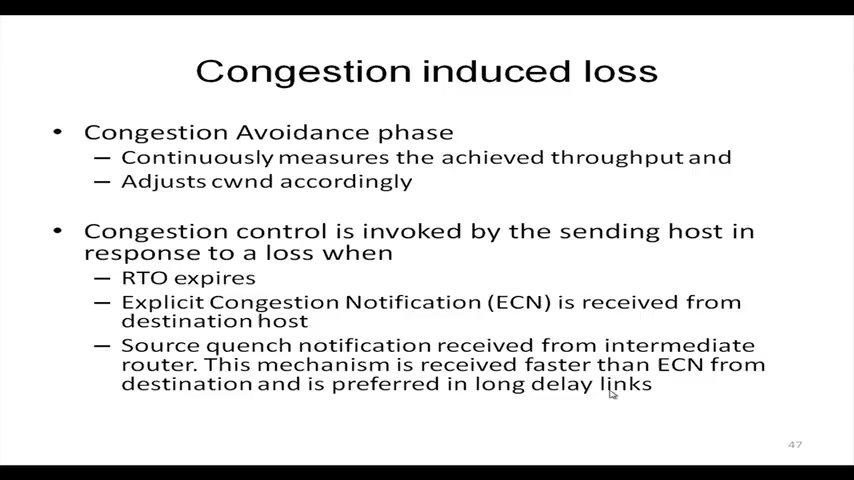 Congestion induced loss
• Congestion Avoidance phase
– Continuously measures the achieved throughput and
– Adjusts cwnd accordingly
• Congestion control is invoked by the sending host in
response to a loss when
– RTO expires
– Explicit Congestion Notification (ECN) is received from
destination host
– Source quench notification received from intermediate
router. This mechanism is received faster than ECN from
destination and is preferred in long delay links
47